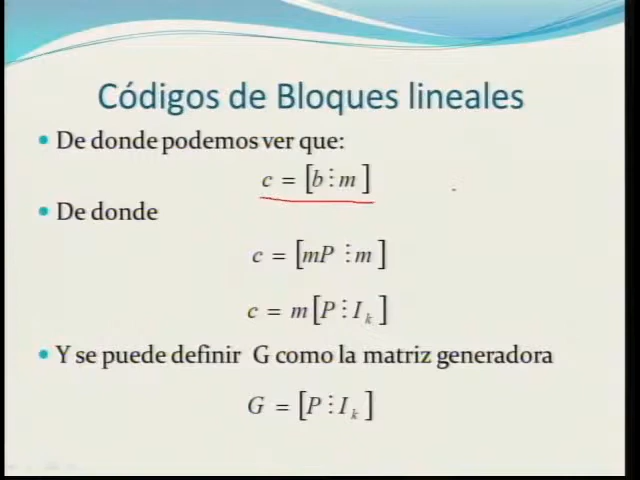 Códigos de Bloques lineales
• De donde podemos ver que:
c = [b ⋮ m]
• De donde
c = [mP ⋮ m]
c = m[P ⋮ I_k]
• Y se puede definir G como la matriz generadora
G = [P ⋮ I_k]